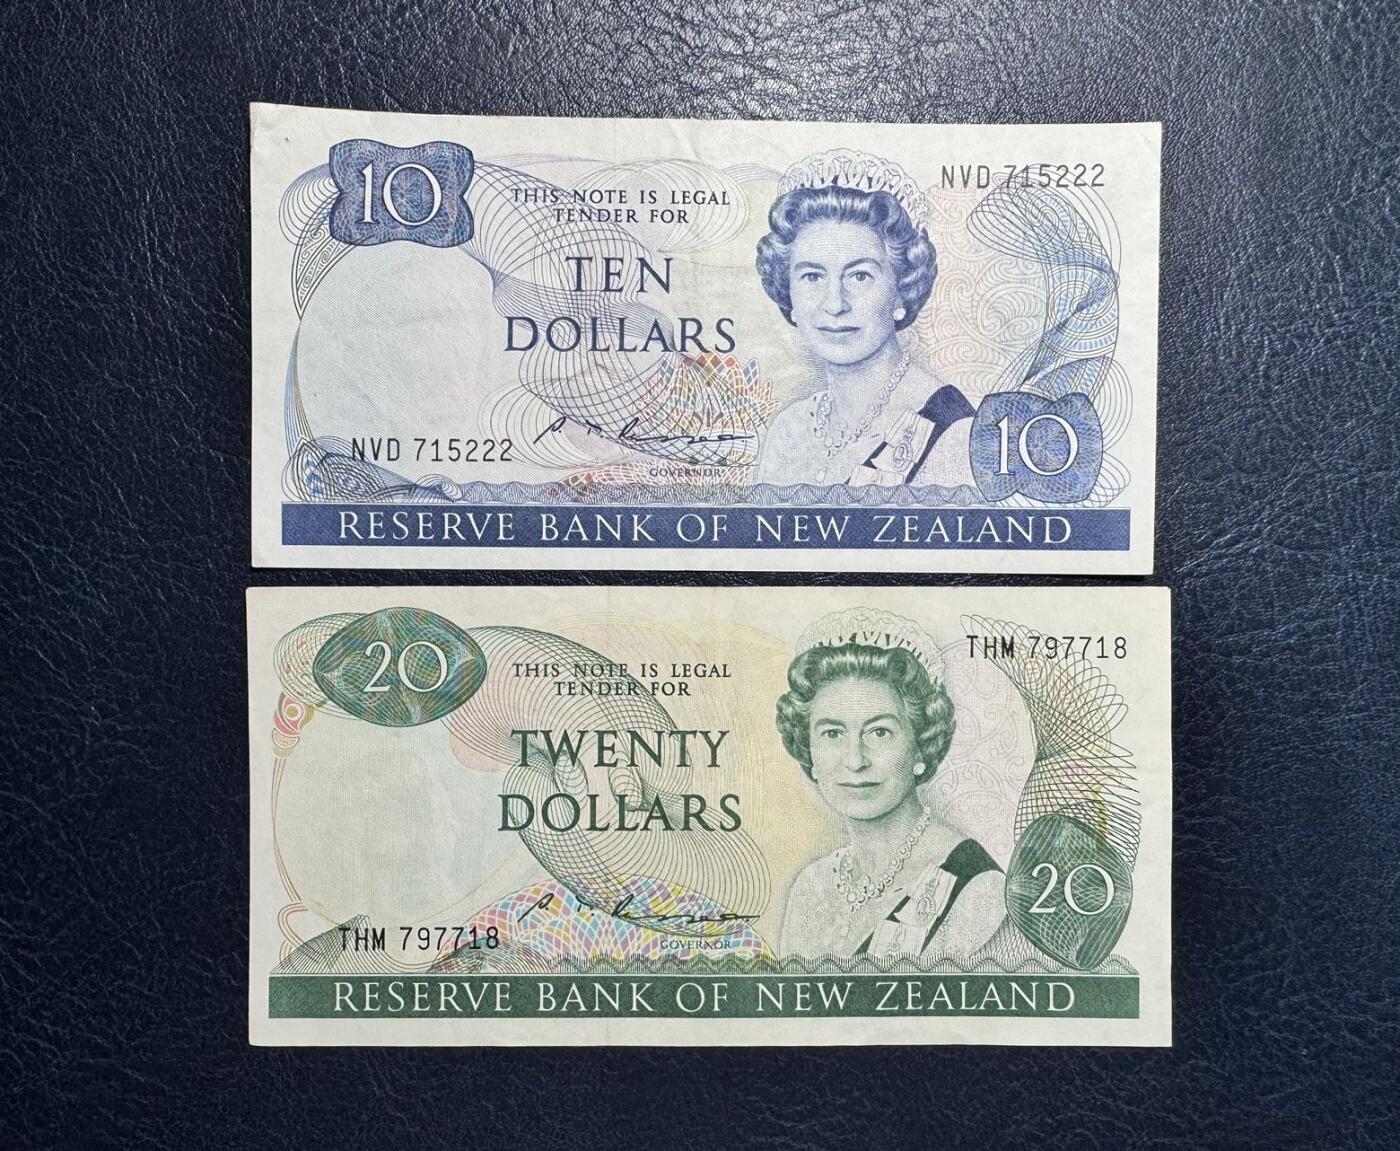 10
NVD 715222
THIS NOTE IS LEGAL
TENDER FOR
TEN
DOLLARS
NVD 715222
GOVERNOR
10
RESERVE BANK OF NEW ZEALAND
20
THM 797718
THIS NOTE IS LEGAL
TENDER FOR
TWENTY
DOLLARS
THM 797718
GOVERNOR
20
RESERVE BANK OF NEW ZEALAND